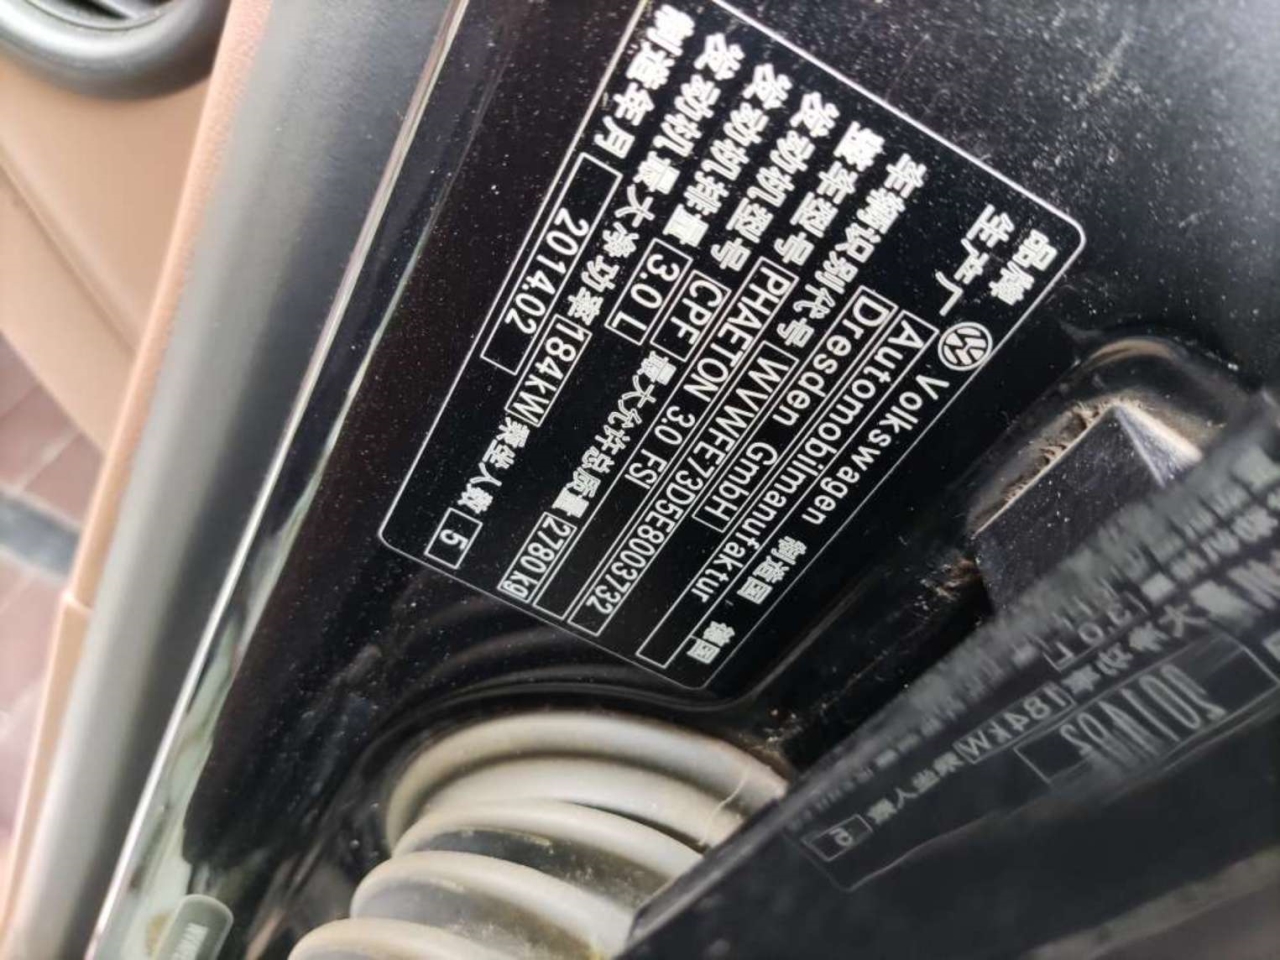 品牌 Volkswagen 制造国 德国
生产厂 Automobilmanufaktur
Dresden GmbH
车辆识别代号 WVWFE73D5E8003732
整车型号 PHAETON 3.0 FSI
发动机型号 CPF
发动机排量 3.0 L 最大允许总质量 2780 kg
发动机最大净功率 184kW 乘坐人数 5
制造年月 2014.02